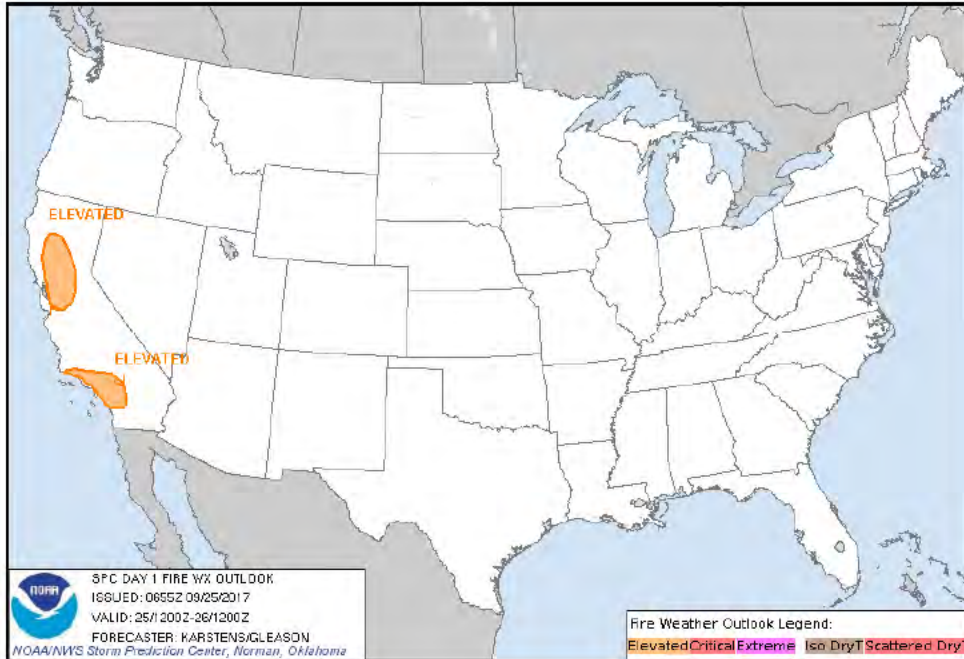 ELEVATED
ELEVATED
NOAA
SPC DAY 1 FIRE WX OUTLOOK
ISSUED: 0655Z 09/25/2017
VALID: 25/1200Z-26/1200Z
FORECASTER: KARSTENS/GLEASON
NOAA/NWS Storm Prediction Center, Norman, Oklahoma
Fire Weather Outlook Legend:
Elevated Critical Extreme Iso DryT Scattered DryT